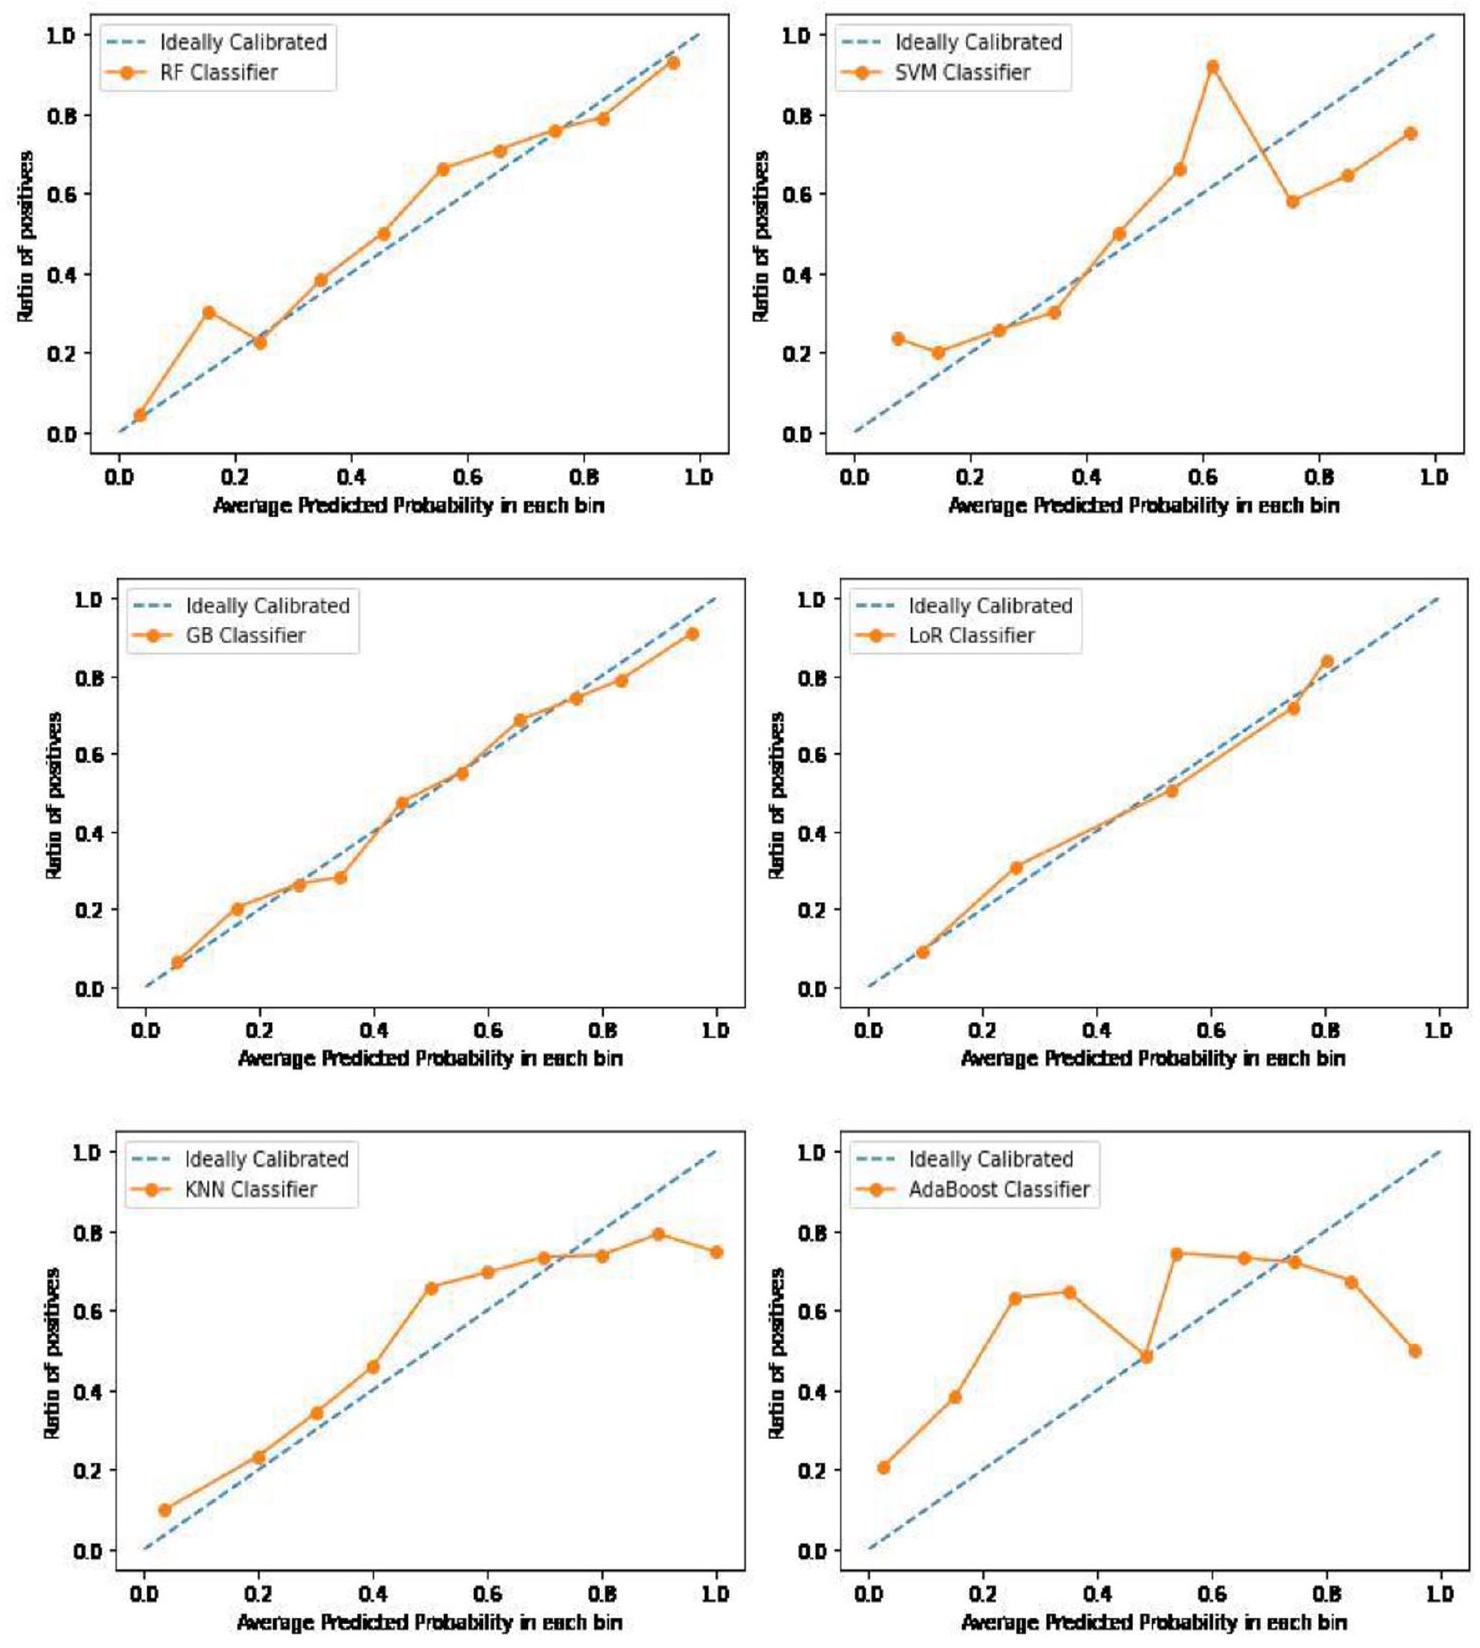 1.0
0.8
0.6
0.4
0.2
0.0
Ratio of positives
Ideally Calibrated
RF Classifier
0.0 0.2 0.4 0.6 0.8 1.0
Average Predicted Probability in each bin
1.0
0.8
0.6
0.4
0.2
0.0
Ratio of positives
Ideally Calibrated
SVM Classifier
0.0 0.2 0.4 0.6 0.8 1.0
Average Predicted Probability in each bin
1.0
0.8
0.6
0.4
0.2
0.0
Ratio of positives
Ideally Calibrated
GB Classifier
0.0 0.2 0.4 0.6 0.8 1.0
Average Predicted Probability in each bin
1.0
0.8
0.6
0.4
0.2
0.0
Ratio of positives
Ideally Calibrated
LoR Classifier
0.0 0.2 0.4 0.6 0.8 1.0
Average Predicted Probability in each bin
1.0
0.8
0.6
0.4
0.2
0.0
Ratio of positives
Ideally Calibrated
KNN Classifier
0.0 0.2 0.4 0.6 0.8 1.0
Average Predicted Probability in each bin
1.0
0.8
0.6
0.4
0.2
0.0
Ratio of positives
Ideally Calibrated
AdaBoost Classifier
0.0 0.2 0.4 0.6 0.8 1.0
Average Predicted Probability in each bin